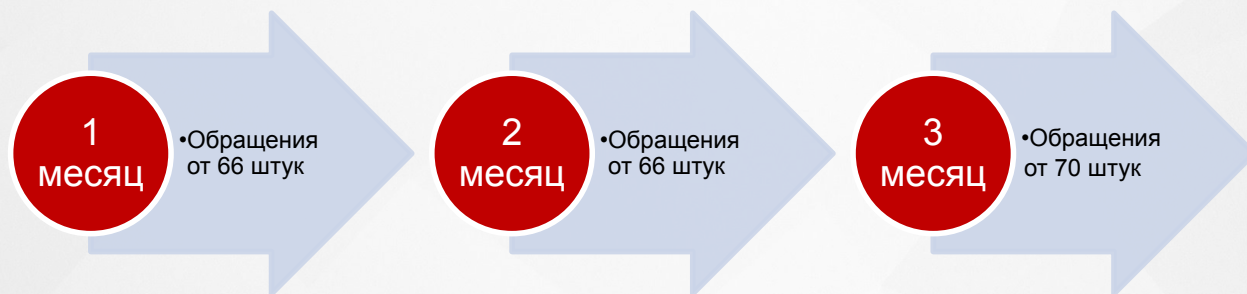 1
месяц
•Обращения
от 66 штук
2
месяц
•Обращения
от 66 штук
3
месяц
•Обращения
от 70 штук